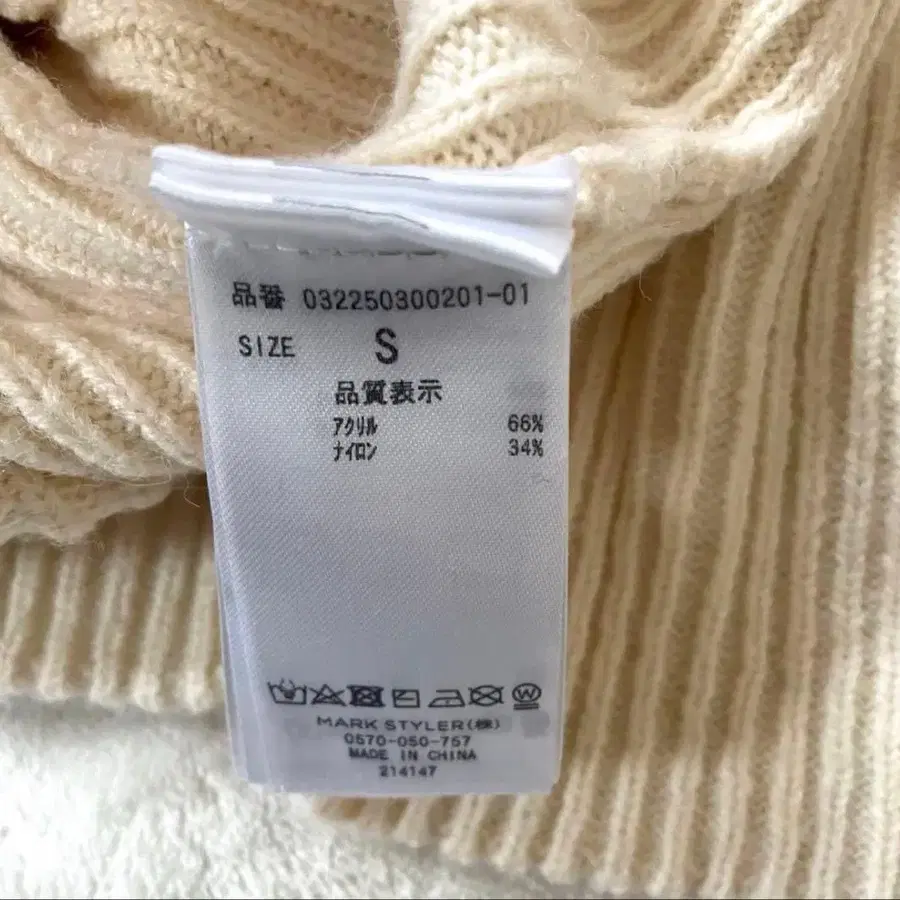 品番 032250300201-01
SIZE S
品質表示
アクリル 66%
ナイロン 34%
MARK STYLER(株)
0570-050-757
MADE IN CHINA
214147